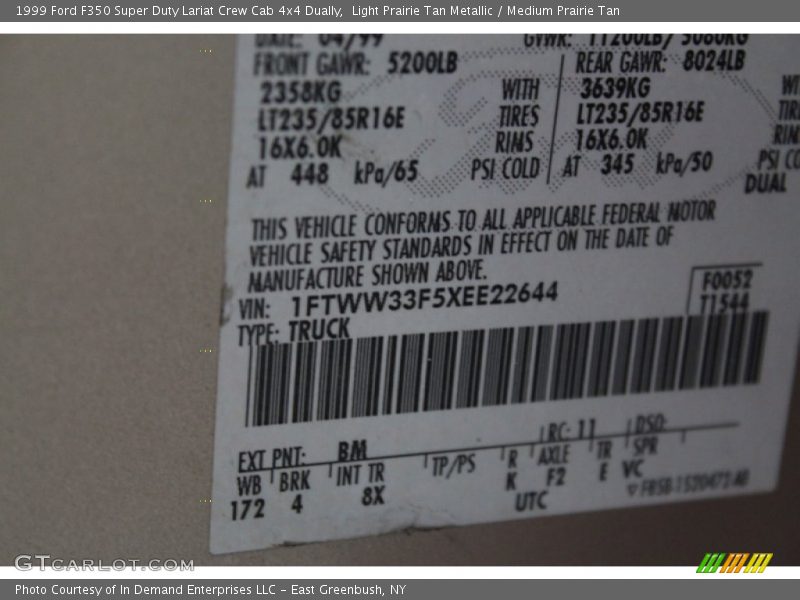 1999 Ford F350 Super Duty Lariat Crew Cab 4x4 Dually, Light Prairie Tan Metallic / Medium Prairie Tan
DATE: 04/99 GVWR: 11200LB/ 5080KG
FRONT GAWR: 5200LB REAR GAWR: 8024LB
2358KG WITH 3639KG
LT235/85R16E TIRES LT235/85R16E
16X6.0K RIMS 16X6.0K
AT 448 kPa/65 PSI COLD AT 345 kPa/50 PSI CO
DUAL
THIS VEHICLE CONFORMS TO ALL APPLICABLE FEDERAL MOTOR
VEHICLE SAFETY STANDARDS IN EFFECT ON THE DATE OF
MANUFACTURE SHOWN ABOVE.
VIN: 1FTWW33F5XEE22644 F0052
TYPE: TRUCK T1544
EXT PNT: BM RC: 11 DSO:
WB BRK INT TR TP/PS R AXLE TR SPR
172 4 8X K F2 E VC
UTC
GTCARLOT.COM
Photo Courtesy of In Demand Enterprises LLC - East Greenbush, NY